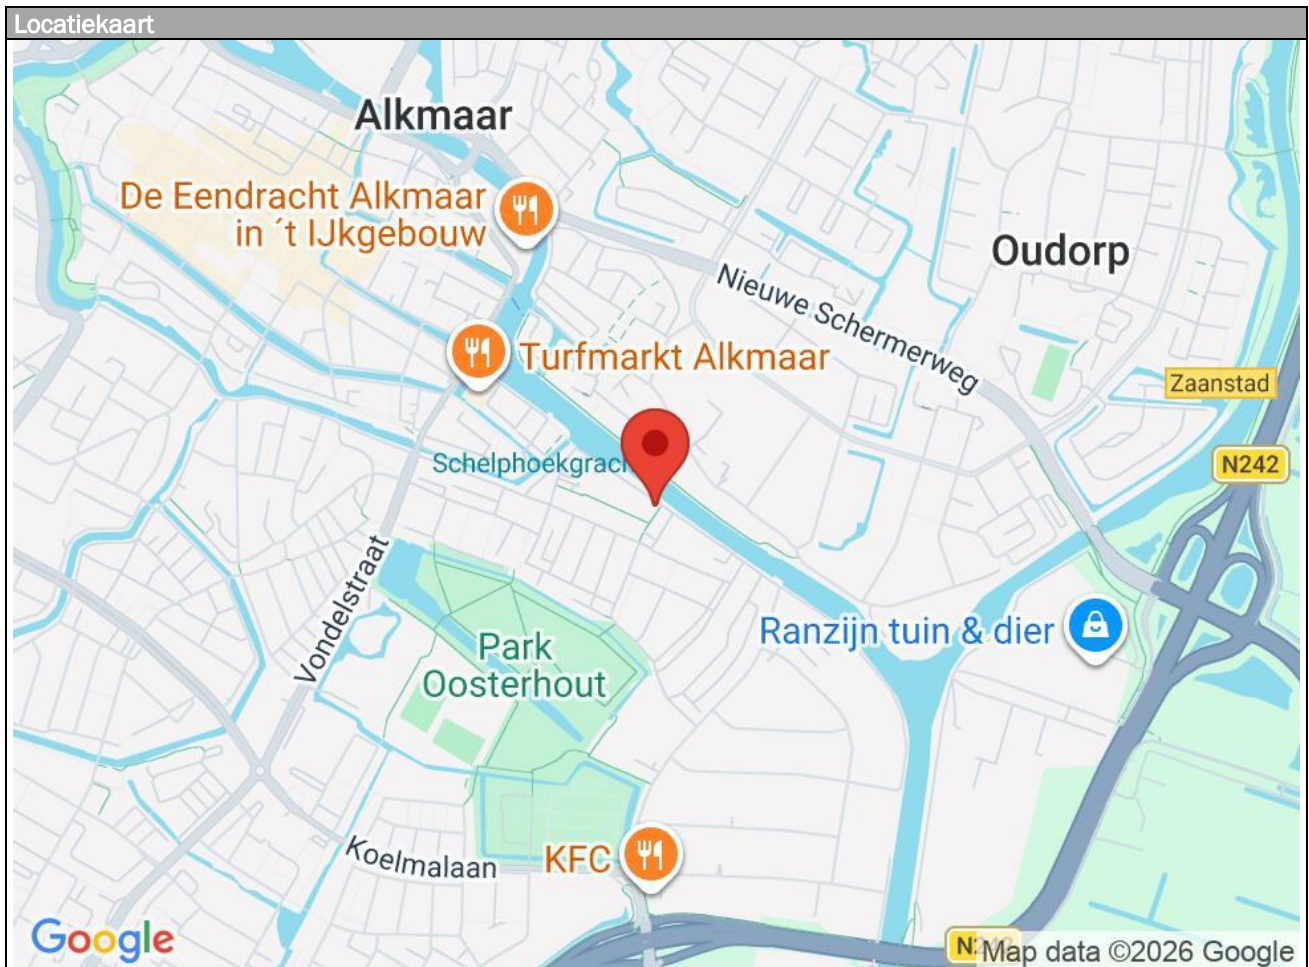 Locatiekaart
Alkmaar
De Eendracht Alkmaar
in ´t IJkgebouw
Oudorp
Nieuwe Schermerweg
Turfmarkt Alkmaar
Zaanstad
N242
Schelphoekgrach
Vondelstraat
Ranzijn tuin & dier
Park
Oosterhout
Koelmalaan
KFC
Google
Map data ©2026 Google